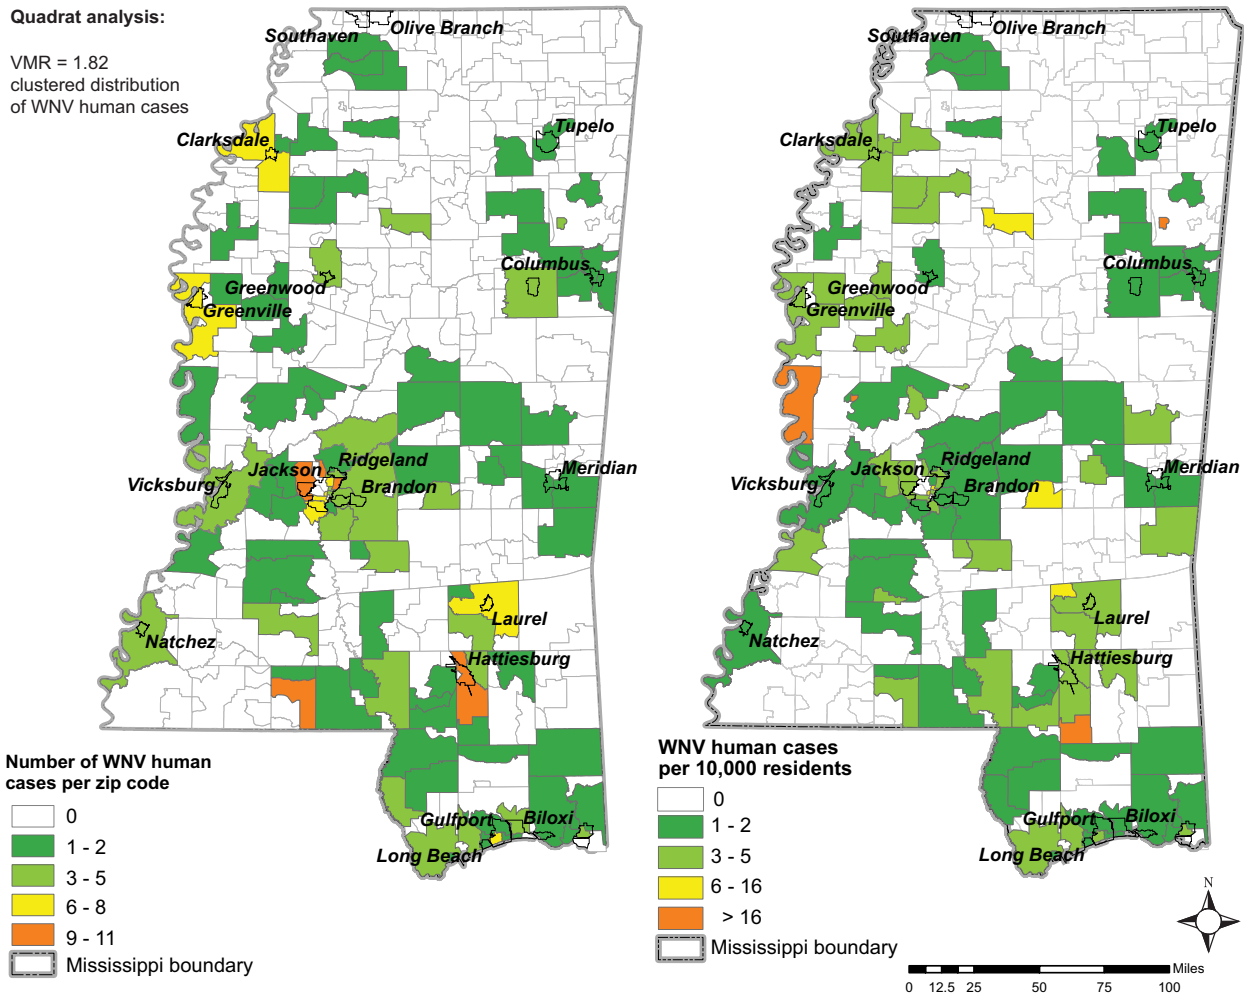 Quadrat analysis:
VMR = 1.82
clustered distribution
of WNV human cases
Southaven
Olive Branch
Clarksdale
Tupelo
Columbus
Greenwood
Greenville
Jackson
Ridgeland
Meridian
Vicksburg
Brandon
Laurel
Natchez
Hattiesburg
Gulfport
Biloxi
Long Beach
Number of WNV human
cases per zip code
0
1 - 2
3 - 5
6 - 8
9 - 11
Mississippi boundary
Southaven
Olive Branch
Clarksdale
Tupelo
Columbus
Greenwood
Greenville
Jackson
Ridgeland
Meridian
Vicksburg
Brandon
Laurel
Natchez
Hattiesburg
Gulfport
Biloxi
Long Beach
WNV human cases
per 10,000 residents
0
1 - 2
3 - 5
6 - 16
> 16
Mississippi boundary
N
Miles
0 12.5 25 50 75 100